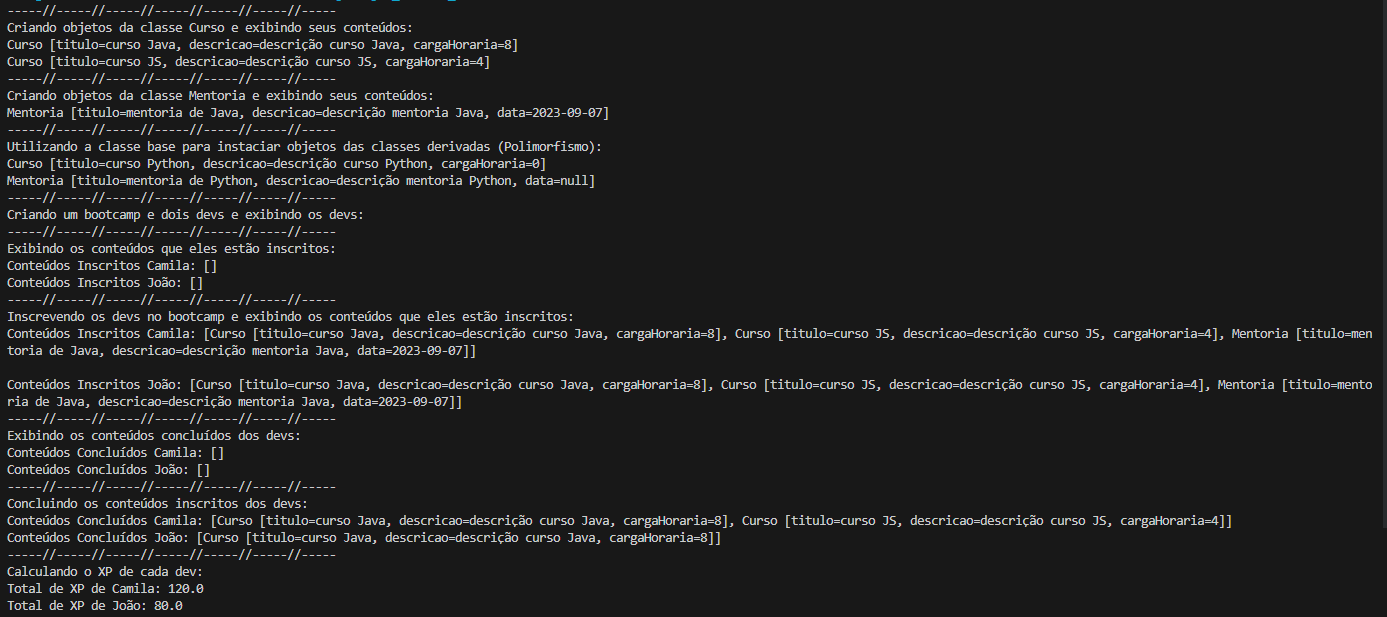 -----//-----//-----//-----//-----//-----//-----
Criando objetos da classe Curso e exibindo seus conteúdos:
Curso [titulo=curso Java, descricao=descrição curso Java, cargaHoraria=8]
Curso [titulo=curso JS, descricao=descrição curso JS, cargaHoraria=4]
-----//-----//-----//-----//-----//-----//-----
Criando objetos da classe Mentoria e exibindo seus conteúdos:
Mentoria [titulo=mentoria de Java, descricao=descrição mentoria Java, data=2023-09-07]
-----//-----//-----//-----//-----//-----//-----
Utilizando a classe base para instaciar objetos das classes derivadas (Polimorfismo):
Curso [titulo=curso Python, descricao=descrição curso Python, cargaHoraria=0]
Mentoria [titulo=mentoria de Python, descricao=descrição mentoria Python, data=null]
-----//-----//-----//-----//-----//-----//-----
Criando um bootcamp e dois devs e exibindo os devs:
-----//-----//-----//-----//-----//-----//-----
Exibindo os conteúdos que eles estão inscritos:
Conteúdos Inscritos Camila: []
Conteúdos Inscritos João: []
-----//-----//-----//-----//-----//-----//-----
Inscrevendo os devs no bootcamp e exibindo os conteúdos que eles estão inscritos:
Conteúdos Inscritos Camila: [Curso [titulo=curso Java, descricao=descrição curso Java, cargaHoraria=8], Curso [titulo=curso JS, descricao=descrição curso JS, cargaHoraria=4], Mentoria [titulo=men
toria de Java, descricao=descrição mentoria Java, data=2023-09-07]]

Conteúdos Inscritos João: [Curso [titulo=curso Java, descricao=descrição curso Java, cargaHoraria=8], Curso [titulo=curso JS, descricao=descrição curso JS, cargaHoraria=4], Mentoria [titulo=mento
ria de Java, descricao=descrição mentoria Java, data=2023-09-07]]
-----//-----//-----//-----//-----//-----//-----
Exibindo os conteúdos concluídos dos devs:
Conteúdos Concluídos Camila: []
Conteúdos Concluídos João: []
-----//-----//-----//-----//-----//-----//-----
Concluindo os conteúdos inscritos dos devs:
Conteúdos Concluídos Camila: [Curso [titulo=curso Java, descricao=descrição curso Java, cargaHoraria=8], Curso [titulo=curso JS, descricao=descrição curso JS, cargaHoraria=4]]
Conteúdos Concluídos João: [Curso [titulo=curso Java, descricao=descrição curso Java, cargaHoraria=8]]
-----//-----//-----//-----//-----//-----//-----
Calculando o XP de cada dev:
Total de XP de Camila: 120.0
Total de XP de João: 80.0